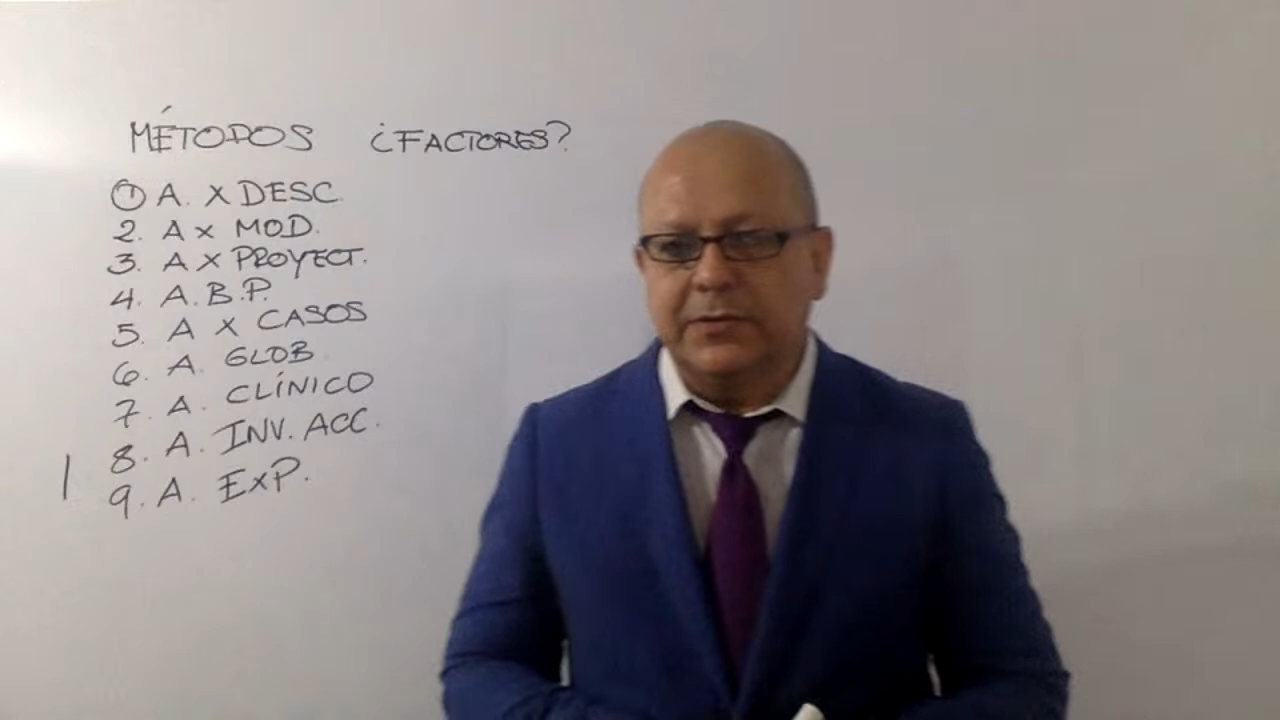 MÉTODOS ¿FACTORES?
1 A. X DESC.
2. A X MOD.
3. A X PROYECT.
4. A.B.P.
5. A X CASOS
6. A. GLOB
7. A. CLÍNICO
8. A. INV. ACC.
9. A. EXP.